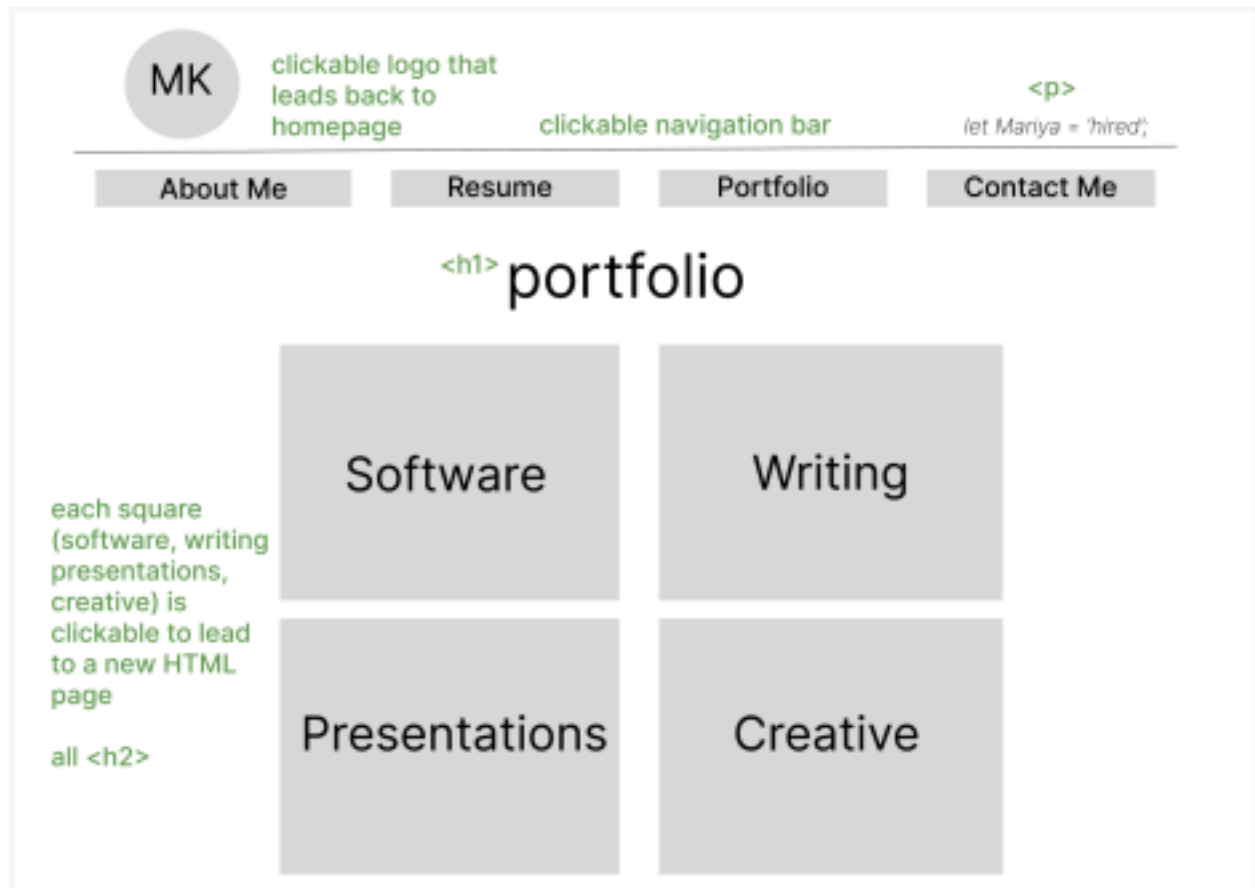 MK
clickable logo that
leads back to
homepage
clickable navigation bar
<p>
let Mariya = 'hired';
About Me
Resume
Portfolio
Contact Me
<h1>
portfolio
Software
Writing
each square
(software, writing
presentations,
creative) is
clickable to lead
to a new HTML
page
all <h2>
Presentations
Creative